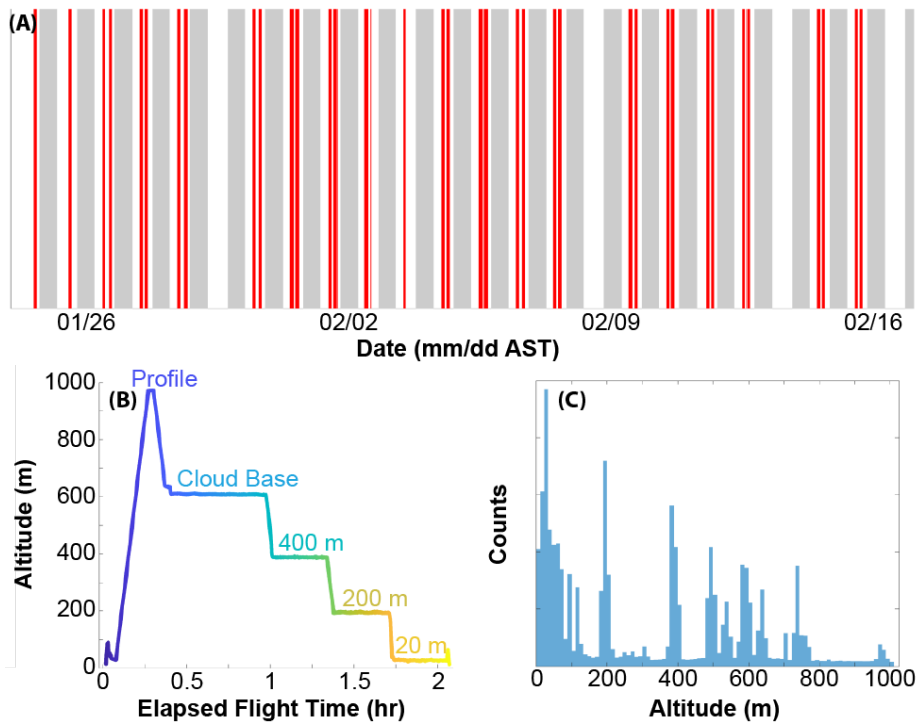 (A)
01/26 02/02 02/09 02/16
Date (mm/dd AST)
(B)
Altitude (m)
1000
800
600
400
200
0
Profile
Cloud Base
400 m
200 m
20 m
0 0.5 1 1.5 2
Elapsed Flight Time (hr)
(C)
Counts
0 200 400 600 800 1000
Altitude (m)